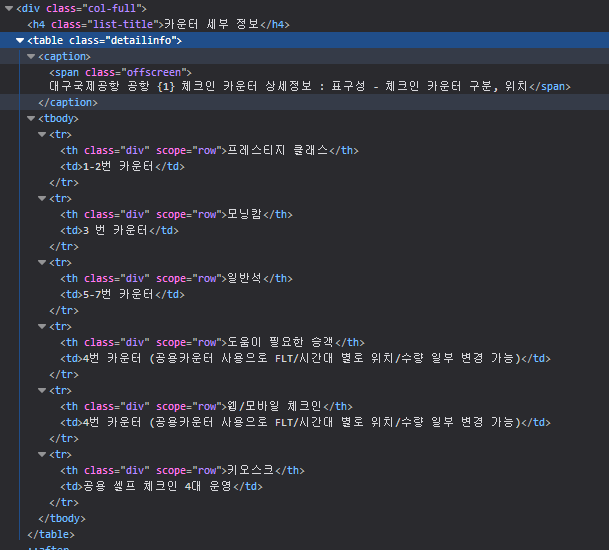 <div class="col-full">
<h4 class="list-title">카운터 세부 정보</h4>
<table class="detailinfo">
<caption>
<span class="offscreen">
대구국제공항 공항 {1} 체크인 카운터 상세정보 : 표구성 - 체크인 카운터 구분, 위치</span>
</caption>
<tbody>
<tr>
<th class="div" scope="row">프레스티지 클래스</th>
<td>1-2번 카운터</td>
</tr>
<tr>
<th class="div" scope="row">모닝캄</th>
<td>3 번 카운터</td>
</tr>
<tr>
<th class="div" scope="row">일반석</th>
<td>5-7번 카운터</td>
</tr>
<tr>
<th class="div" scope="row">도움이 필요한 승객</th>
<td>4번 카운터 (공용카운터 사용으로 FLT/시간대 별로 위치/수량 일부 변경 가능)</td>
</tr>
<tr>
<th class="div" scope="row">웹/모바일 체크인</th>
<td>4번 카운터 (공용카운터 사용으로 FLT/시간대 별로 위치/수량 일부 변경 가능)</td>
</tr>
<tr>
<th class="div" scope="row">키오스크</th>
<td>공용 셀프 체크인 4대 운영</td>
</tr>
</tbody>
</table>
::after